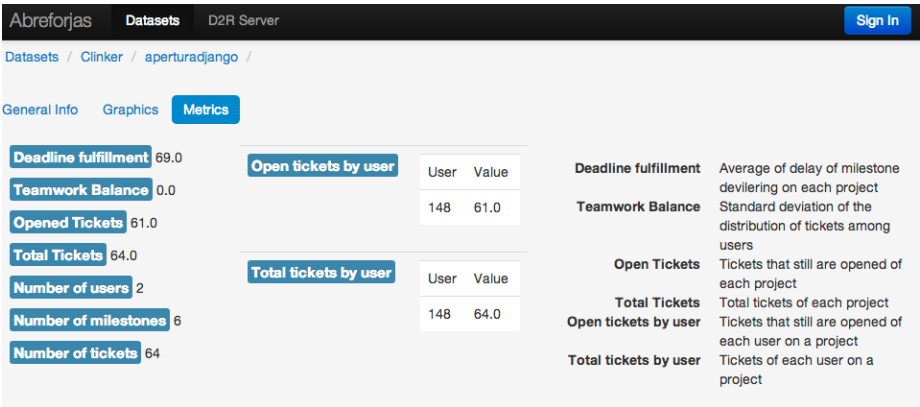 Abreforjas Datasets D2R Server Sign In
Datasets / Clinker / aperturadjango /
General Info Graphics Metrics
Deadline fulfillment 69.0
Teamwork Balance 0.0
Opened Tickets 61.0
Total Tickets 64.0
Number of users 2
Number of milestones 6
Number of tickets 64
Open tickets by user
User Value
148 61.0
Total tickets by user
User Value
148 64.0
Deadline fulfillment Average of delay of milestone
devilering on each project
Teamwork Balance Standard deviation of the
distribution of tickets among
users
Open Tickets Tickets that still are opened of
each project
Total Tickets Total tickets of each project
Open tickets by user Tickets that still are opened of
each user on a project
Total tickets by user Tickets of each user on a
project